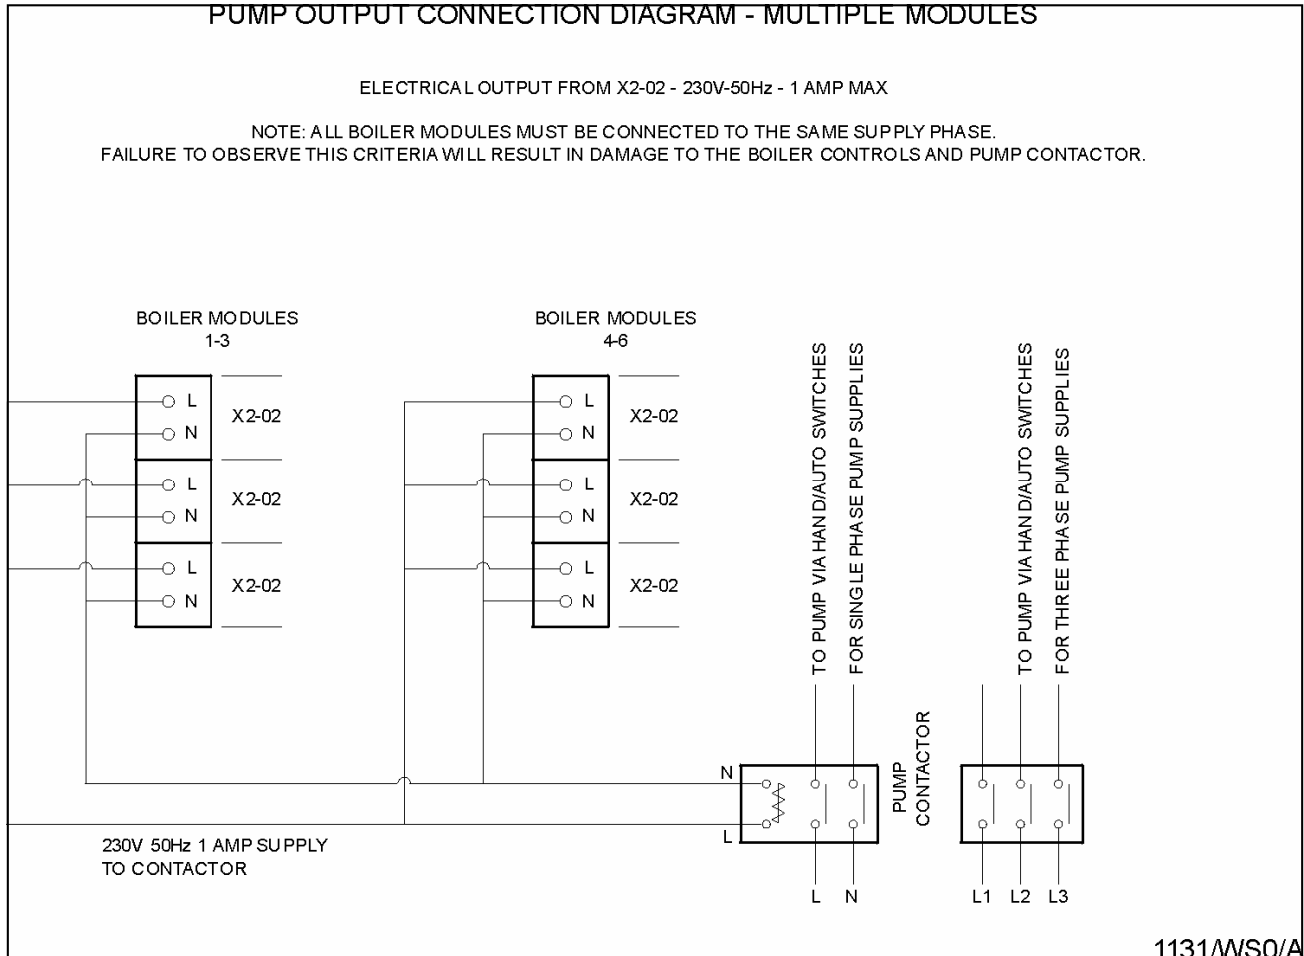 PUMP OUTPUT CONNECTION DIAGRAM - MULTIPLE MODULES
ELECTRICAL OUTPUT FROM X2-02 - 230V-50Hz - 1 AMP MAX
NOTE: ALL BOILER MODULES MUST BE CONNECTED TO THE SAME SUPPLY PHASE.
FAILURE TO OBSERVE THIS CRITERIA WILL RESULT IN DAMAGE TO THE BOILER CONTROLS AND PUMP CONTACTOR.
BOILER MODULES
1-3
L
N
X2-02
L
N
X2-02
L
N
X2-02
BOILER MODULES
4-6
L
N
X2-02
L
N
X2-02
L
N
X2-02
TO PUMP VIA HAND/AUTO SWITCHES
FOR SINGLE PHASE PUMP SUPPLIES
TO PUMP VIA HAND/AUTO SWITCHES
FOR THREE PHASE PUMP SUPPLIES
N
L
PUMP
CONTACTOR
230V 50Hz 1 AMP SUPPLY
TO CONTACTOR
L N
L1 L2 L3
1131/WS0/A